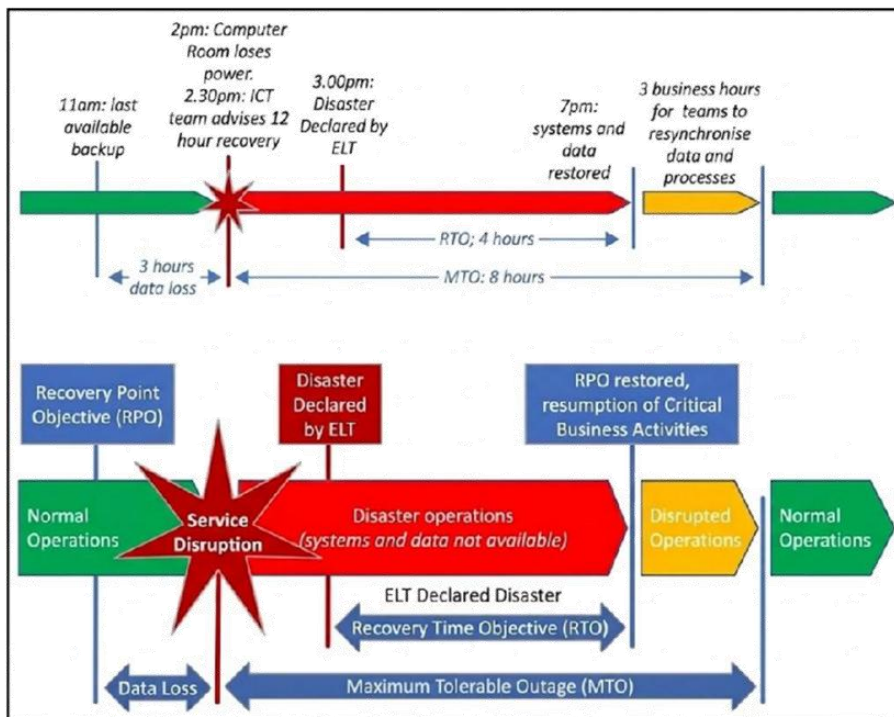 2pm: Computer
Room loses
power.
2.30pm: ICT
team advises 12
hour recovery
11am: last
available
backup
3.00pm:
Disaster
Declared by
ELT
7pm:
systems and
data
restored
3 business hours
for teams to
resynchronise
data and
processes
3 hours
data loss
RTO; 4 hours
MTO: 8 hours
Recovery Point
Objective (RPO)
Disaster
Declared
by ELT
RPO restored,
resumption of Critical
Business Activities
Normal
Operations
Service
Disruption
Disaster operations
(systems and data not available)
Disrupted
Operations
Normal
Operations
ELT Declared Disaster
Recovery Time Objective (RTO)
Data Loss
Maximum Tolerable Outage (MTO)